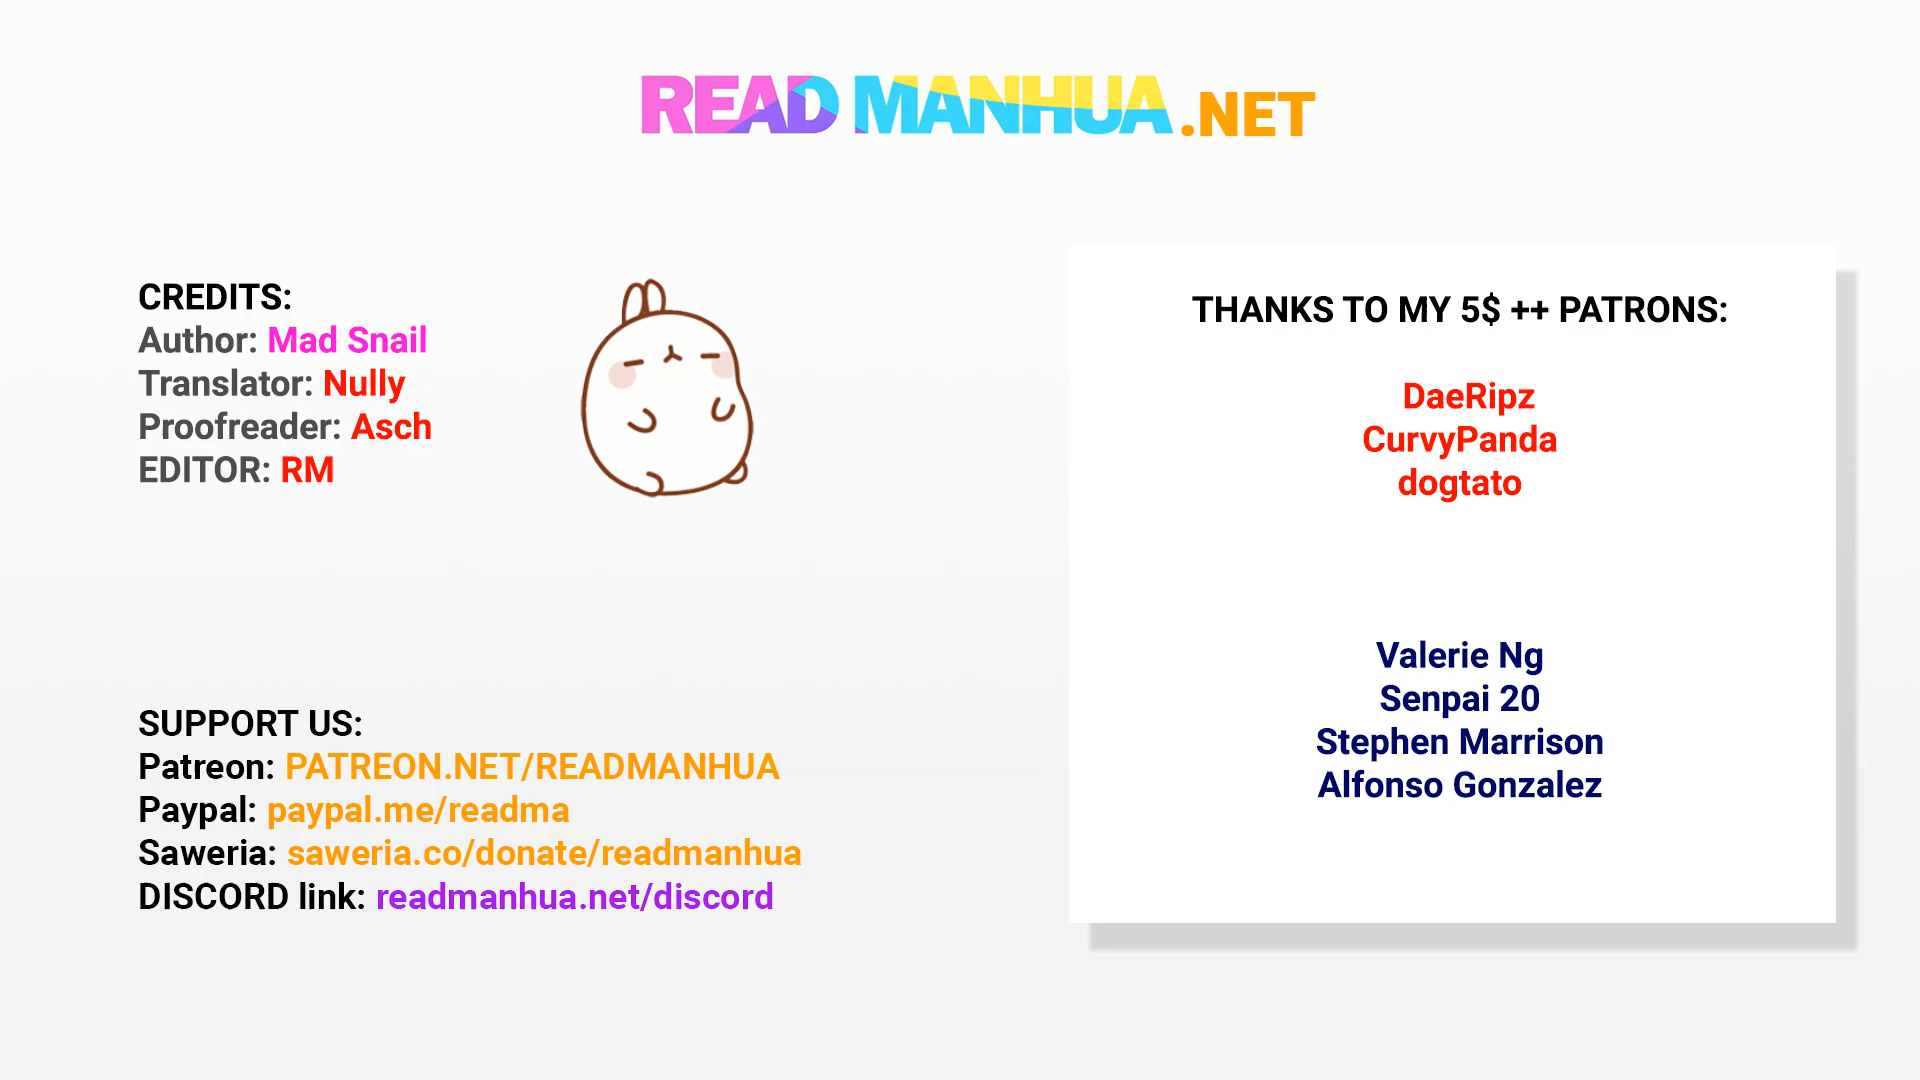 READ MANHUA.NET
CREDITS:
Author: Mad Snail
Translator: Nully
Proofreader: Asch
EDITOR: RM
SUPPORT US:
Patreon: PATREON.NET/READMANHUA
Paypal: paypal.me/readma
Saweria: saweria.co/donate/readmanhua
DISCORD link: readmanhua.net/discord
THANKS TO MY 5$ ++ PATRONS:
DaeRipz
CurvyPanda
dogtato
Valerie Ng
Senpai 20
Stephen Marrison
Alfonso Gonzalez